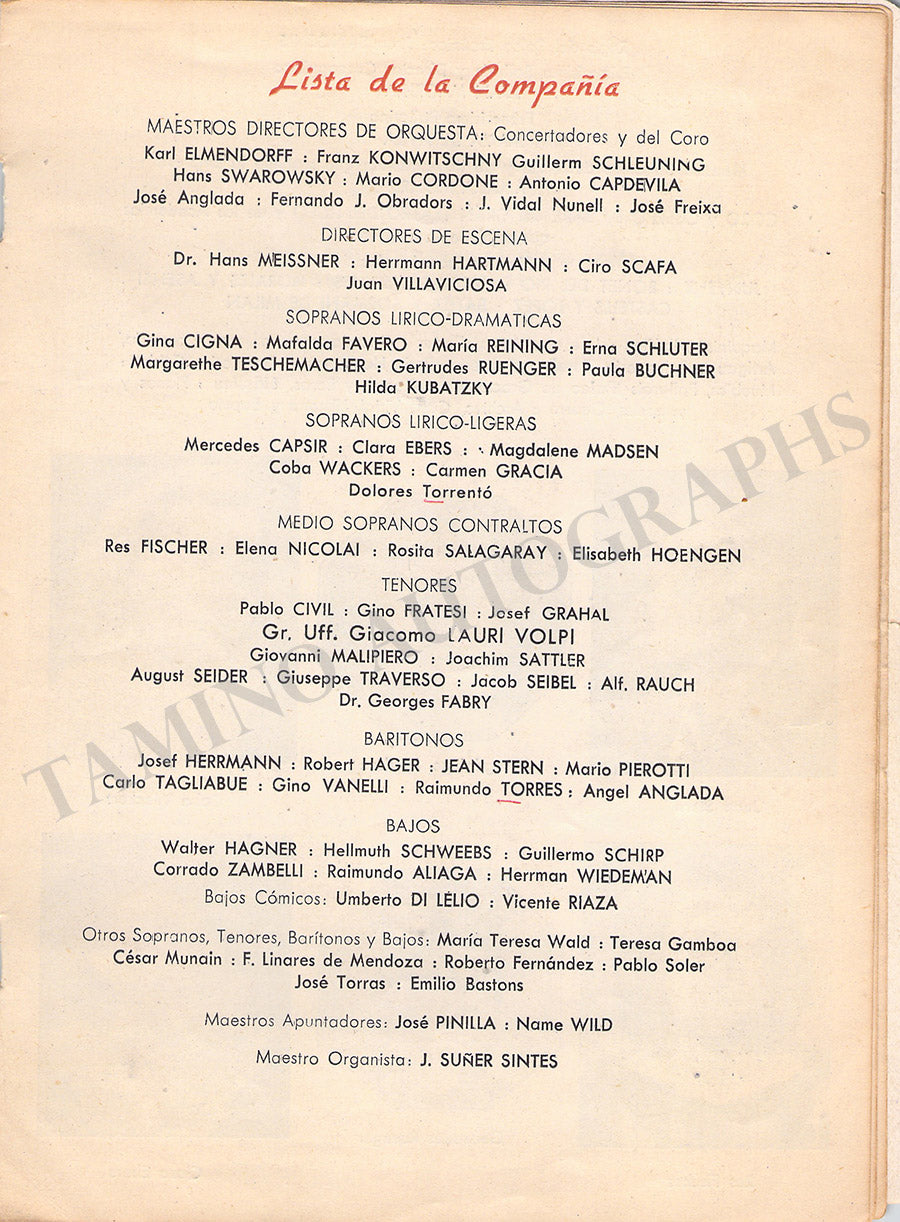 Lista de la Compañía
MAESTROS DIRECTORES DE ORQUESTA: Concertadores y del Coro
Karl ELMENDORFF : Franz KONWITSCHNY Guillerm SCHLEUNING
Hans SWAROWSKY : Mario CORDONE : Antonio CAPDEVILA
José Anglada : Fernando J. Obradors : J. Vidal Nunell : José Freixa
DIRECTORES DE ESCENA
Dr. Hans MEISSNER : Herrmann HARTMANN : Ciro SCAFA
Juan VILLAVICIOSA
SOPRANOS LIRICO-DRAMATICAS
Gina CIGNA : Mafalda FAVERO : María REINING : Erna SCHLUTER
Margarethe TESCHEMACHER : Gertrudes RUENGER : Paula BUCHNER
Hilda KUBATZKY
SOPRANOS LIRICO-LIGERAS
Mercedes CAPSIR : Clara EBERS : Magdalene MADSEN
Coba WACKERS : Carmen GRACIA
Dolores Torrentó
MEDIO SOPRANOS CONTRALTOS
Res FISCHER : Elena NICOLAI : Rosita SALAGARAY : Elisabeth HOENGEN
TENORES
Pablo CIVIL : Gino FRATESI : Josef GRAHAL
Gr. Uff. Giacomo LAURI VOLPI
Giovanni MALIPIERO : Joachim SATTLER
August SEIDER : Giuseppe TRAVERSO : Jacob SEIBEL : Alf. RAUCH
Dr. Georges FABRY
BARITONOS
Josef HERRMANN : Robert HAGER : JEAN STERN : Mario PIEROTTI
Carlo TAGLIABUE : Gino VANELLI : Raimundo TORRES : Angel ANGLADA
BAJOS
Walter HAGNER : Hellmuth SCHWEEBS : Guillermo SCHIRP
Corrado ZAMBELLI : Raimundo ALIAGA : Herrman WIEDEMAN
Bajos Cómicos: Umberto DI LÉLIO : Vicente RIAZA
Otros Sopranos, Tenores, Barítonos y Bajos: María Teresa Wald : Teresa Gamboa
César Munain : F. Linares de Mendoza : Roberto Fernández : Pablo Soler
José Torras : Emilio Bastons
Maestros Apuntadores: José PINILLA : Name WILD
Maestro Organista: J. SUÑER SINTES
TAMINO AUTOGRAPHS